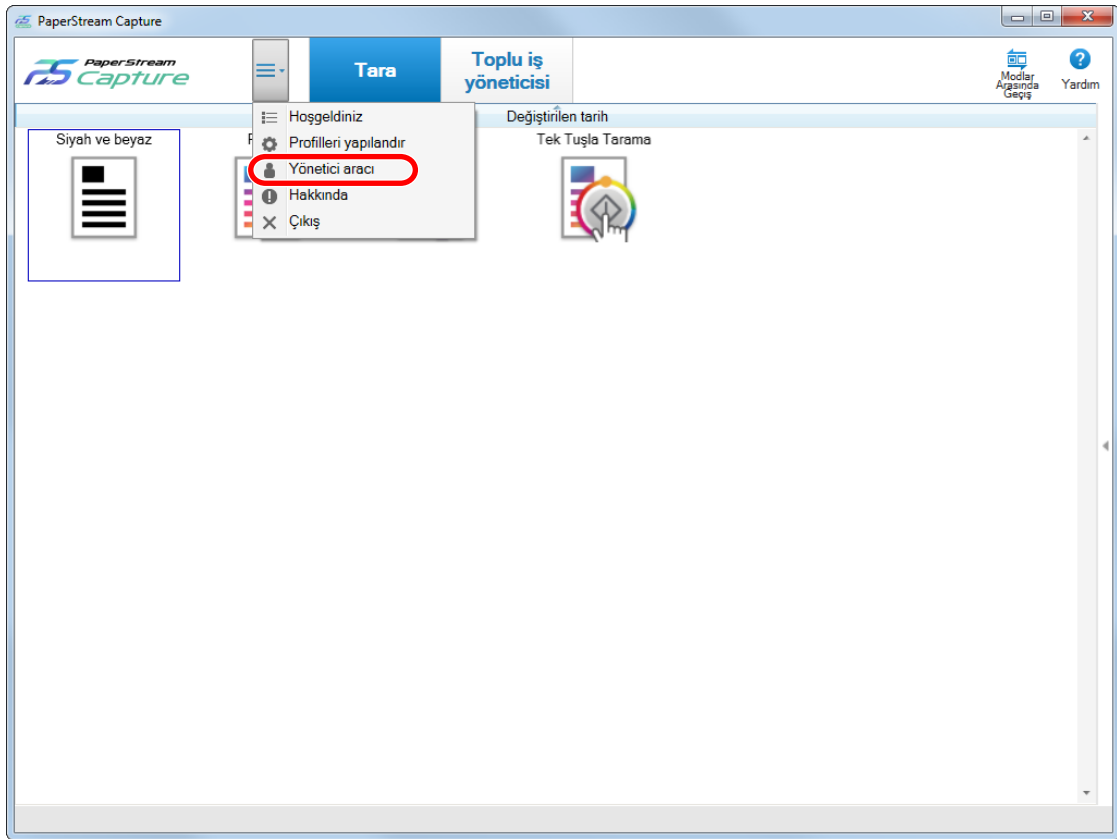 PaperStream Capture
PaperStream
Capture
Tara
Toplu iş
yöneticisi
Modlar
Arasında
Geçiş
Yardım
Hoşgeldiniz
Profilleri yapılandır
Yönetici aracı
Hakkında
Çıkış
Değiştirilen tarih
Siyah ve beyaz
Tek Tuşla Tarama